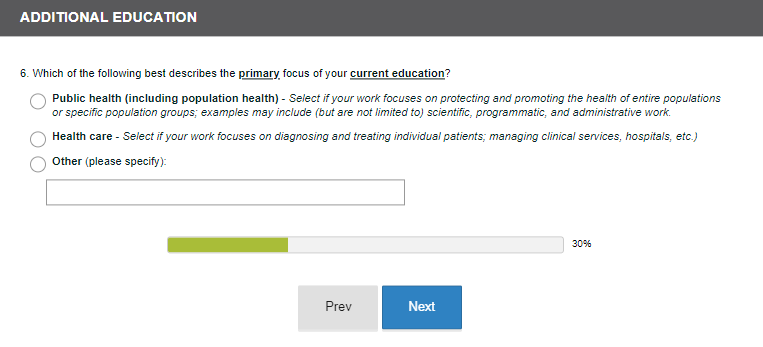 ADDITIONAL EDUCATION
6. Which of the following best describes the primary focus of your current education?
Public health (including population health) - Select if your work focuses on protecting and promoting the health of entire populations
or specific population groups; examples may include (but are not limited to) scientific, programmatic, and administrative work.
Health care - Select if your work focuses on diagnosing and treating individual patients; managing clinical services, hospitals, etc.)
Other (please specify):
30%
Prev
Next